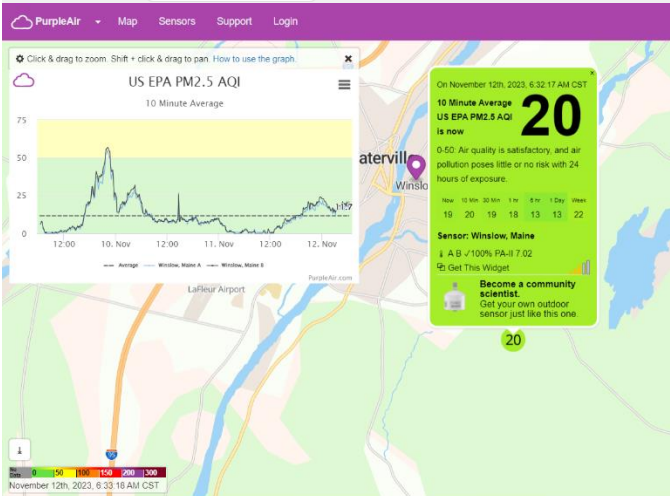 PurpleAir Map Sensors Support Login
Click & drag to zoom. Shift + click & drag to pan. How to use the graph.
US EPA PM2.5 AQI
10 Minute Average
75
50
25
0
12:00 10. Nov 12:00 11. Nov 12:00 12. Nov
Average Winslow, Maine A Winslow, Maine B
PurpleAir.com
aterville
Winslo
LaFleur Airport
On November 12th, 2023, 6:32:17 AM CST
10 Minute Average
US EPA PM2.5 AQI
is now
20
0-50: Air quality is satisfactory, and air
pollution poses little or no risk with 24
hours of exposure.
Now 10 Min 30 Min 1 hr 6 hr 1 Day Week
19 20 19 18 13 13 22
Sensor: Winslow, Maine
A B √100% PA-II 7.02
Get This Widget
Become a community
scientist.
Get your own outdoor
sensor just like this one.
20
95
No Data 0 50 100 150 200 300
November 12th, 2023, 6:33:18 AM CST